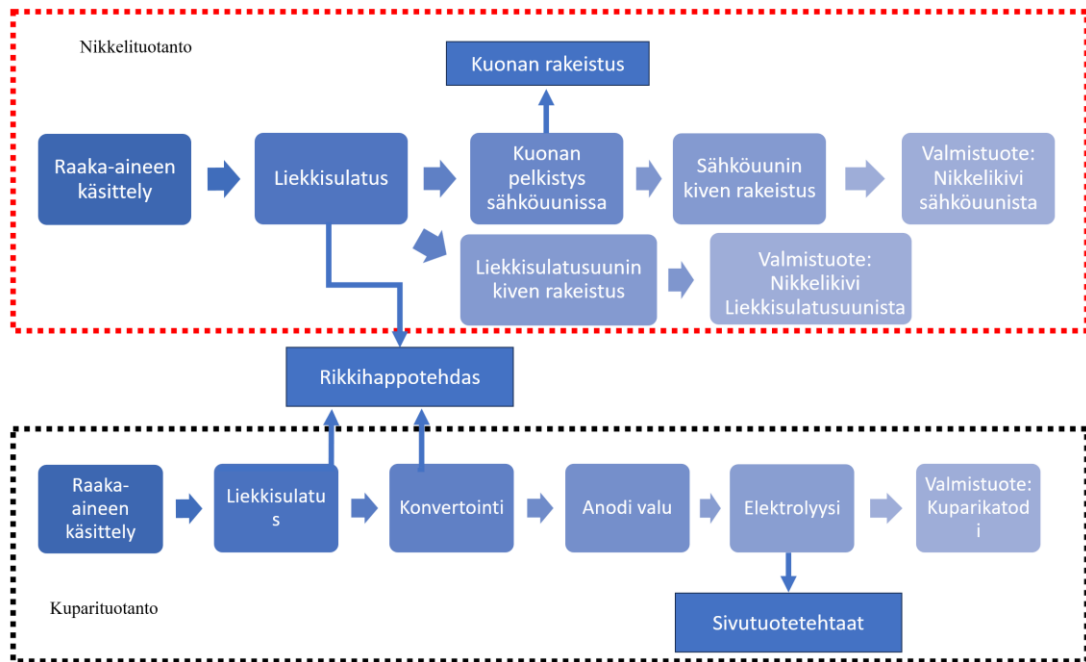 Nikkelituotanto
Kuonan rakeistus
Raaka-aineen
käsittely
Liekkisulatus
Kuonan
pelkistys
sähköuunissa
Sähköuunin
kiven rakeistus
Valmistuote:
Nikkelikivi
sähköuunista
Liekkisulatusuunin
kiven rakeistus
Valmistuote:
Nikkelikivi
Liekkisulatusuunista
Rikkihappotehdas
Raaka-
aineen
käsittely
Liekkisulatu
s
Konvertointi
Anodi valu
Elektrolyysi
Valmistuote:
Kuparikatod
i
Kuparituotanto
Sivutuotetehtaat